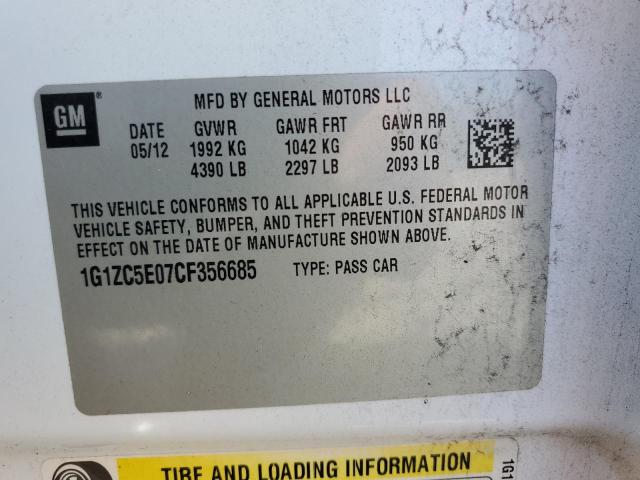 GM®
MFD BY GENERAL MOTORS LLC
DATE GVWR GAWR FRT GAWR RR
05/12 1992 KG 1042 KG 950 KG
4390 LB 2297 LB 2093 LB
THIS VEHICLE CONFORMS TO ALL APPLICABLE U.S. FEDERAL MOTOR
VEHICLE SAFETY, BUMPER, AND THEFT PREVENTION STANDARDS IN
EFFECT ON THE DATE OF MANUFACTURE SHOWN ABOVE.
1G1ZC5E07CF356685 TYPE: PASS CAR
TIRE AND LOADING INFORMATION
1G1